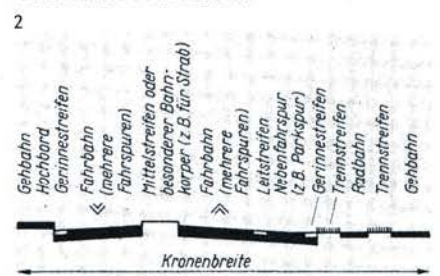 2
Gehbahn
Hochbord
Gerinnestreifen
Fahrbahn
(mehrere
Fahrspuren)
Mittelstreifen oder
besonderer Bahn-
körper (z B. für Strab)
Fahrbahn
(mehrere
Fahrspuren)
Leitstreifen
Nebenfahrspur
(z B. Parkspur)
Gerinnestreifen
Trennstreifen
Radbahn
Trennstreifen
Gehbahn
Kronenbreite